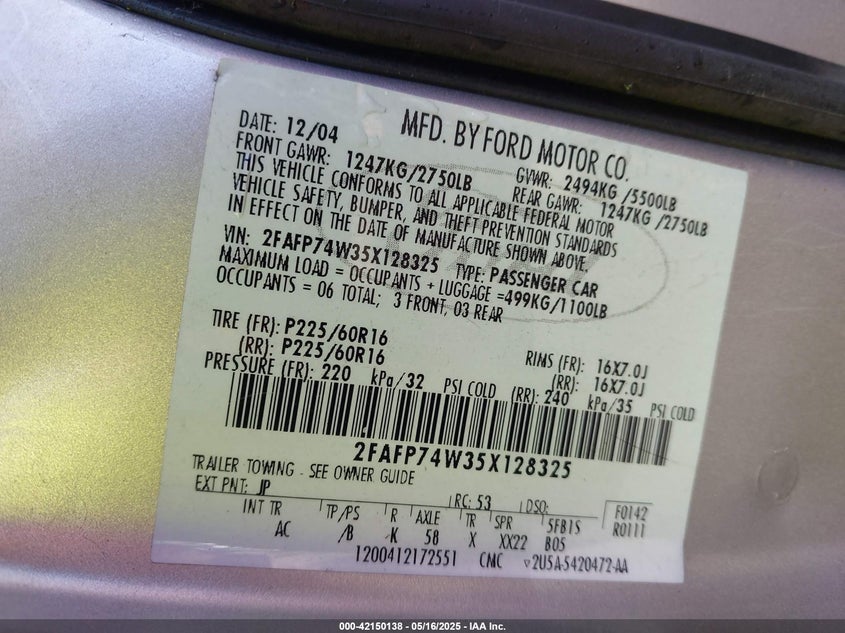 MFD. BY FORD MOTOR CO.
DATE: 12/04 GVWR: 2494KG /5500LB
FRONT GAWR: 1247KG/2750LB REAR GAWR: 1247KG /2750LB
THIS VEHICLE CONFORMS TO ALL APPLICABLE FEDERAL MOTOR
VEHICLE SAFETY, BUMPER, AND THEFT PREVENTION STANDARDS
IN EFFECT ON THE DATE OF MANUFACTURE SHOWN ABOVE.
VIN: 2FAFP74W35X128325 TYPE: PASSENGER CAR
MAXIMUM LOAD = OCCUPANTS + LUGGAGE =499KG/1100LB
OCCUPANTS = 06 TOTAL; 3 FRONT, 03 REAR
TIRE (FR): P225/60R16 RIMS (FR): 16X7.0J
(RR): P225/60R16 (RR): 16X7.0J
PRESSURE (FR): 220 kPa/32 PSI COLD (RR): 240 kPa/35 PSI COLD
2FAFP74W35X128325
TRAILER TOWING - SEE OWNER GUIDE
EXT PNT: JP RC: 53 DSO: F0142
INT TR TP/PS R AXLE TR SPR 5FB1S R0111
AC /B K 58 X XX22 B05
1200412172551 CMC ▽2U5A-5420472-AA
000-42150138 - 05/16/2025 - IAA Inc.